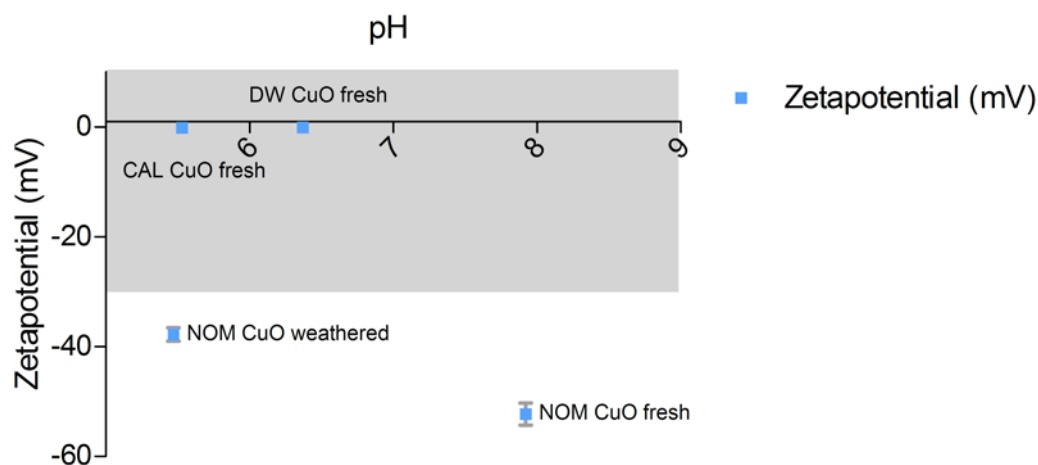 pH
DW CuO fresh
Zetapotential (mV)
0
6
7
8
9
CAL CuO fresh
Zetapotential (mV)
-20
NOM CuO weathered
-40
NOM CuO fresh
-60